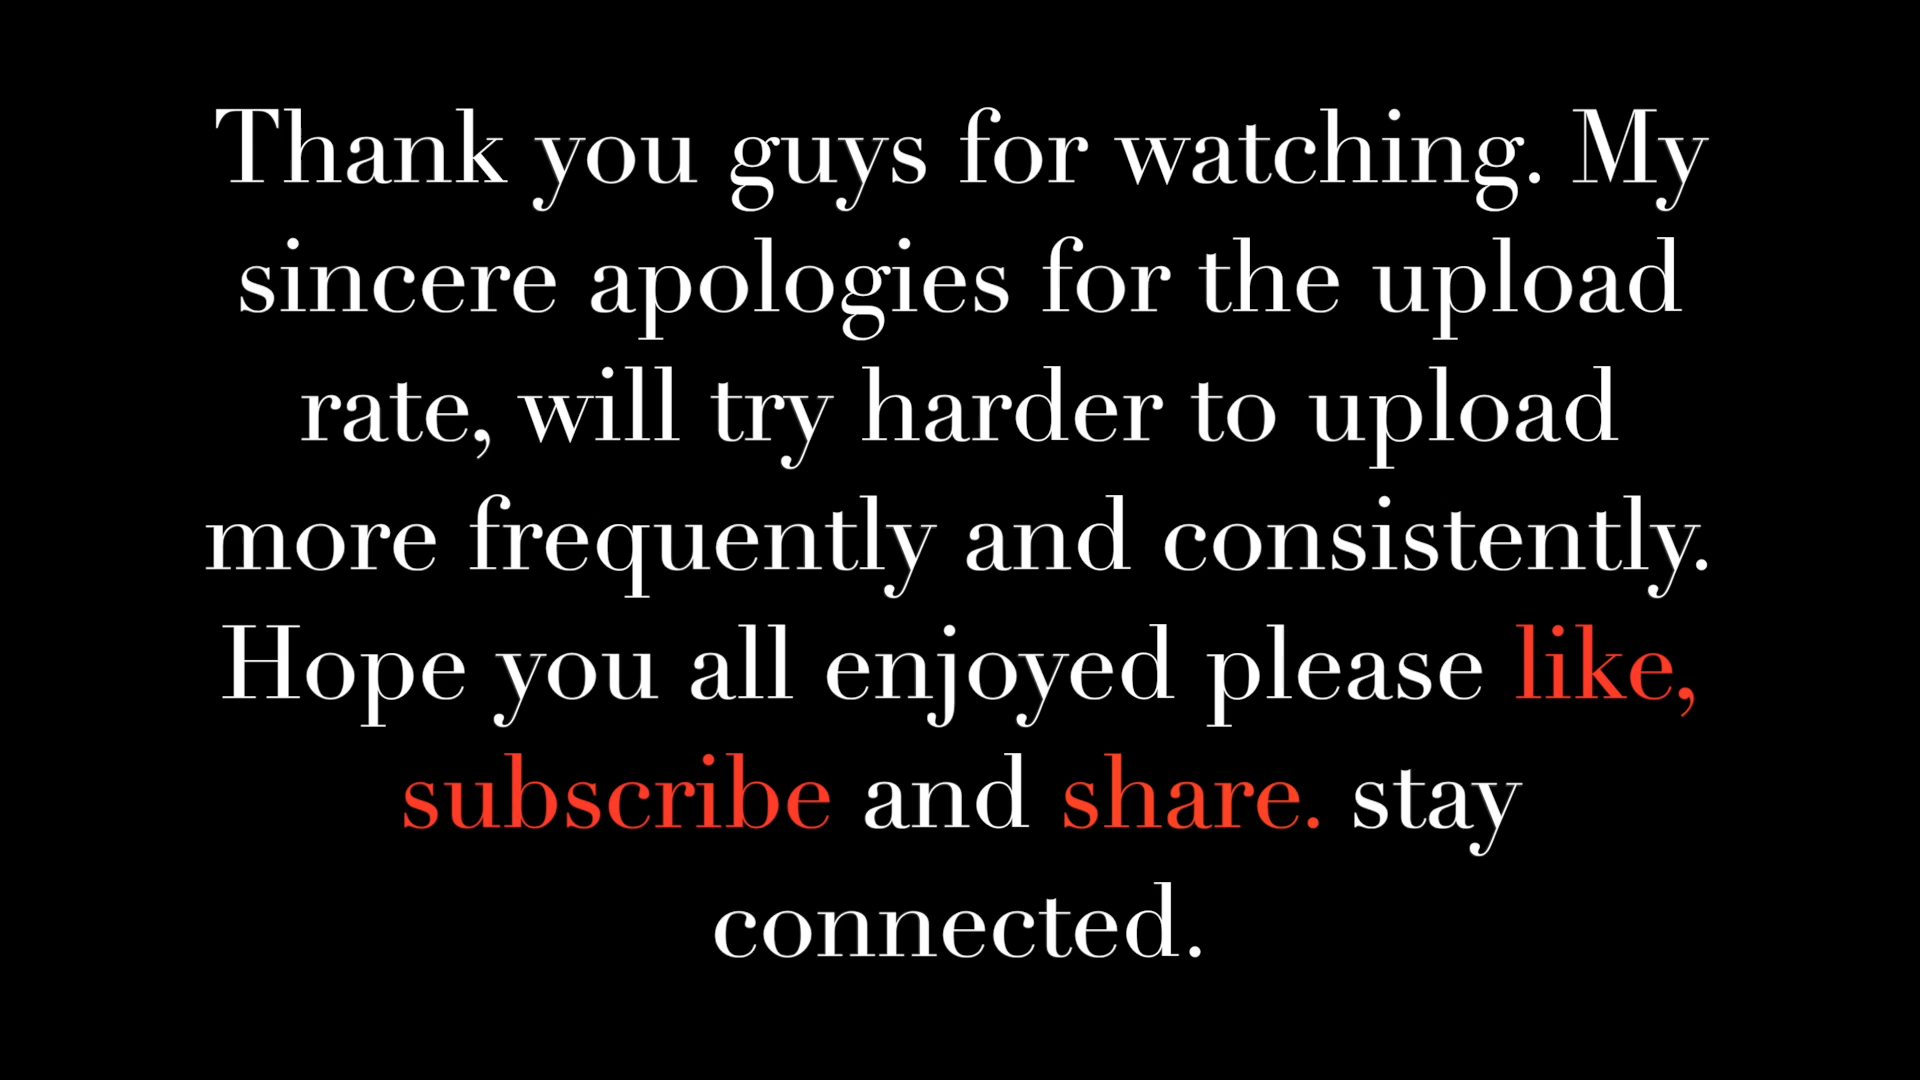 Thank you guys for watching. My
sincere apologies for the upload
rate, will try harder to upload
more frequently and consistently.
Hope you all enjoyed please like,
subscribe and share. stay
connected.